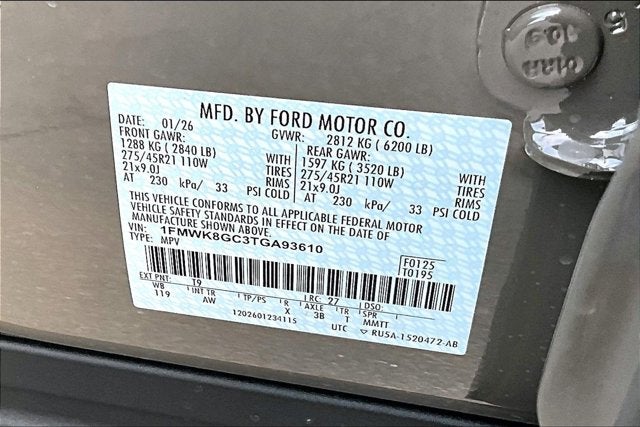 MFD. BY FORD MOTOR CO.
DATE: 01/26 GVWR: 2812 KG ( 6200 LB)
FRONT GAWR: REAR GAWR:
1288 KG ( 2840 LB) WITH 1597 KG ( 3520 LB) WITH
275/45R21 110W TIRES 275/45R21 110W TIRES
21x9.0J RIMS 21x9.0J RIMS
AT 230 kPa/ 33 PSI COLD AT 230 kPa/ 33 PSI COLD
THIS VEHICLE CONFORMS TO ALL APPLICABLE FEDERAL MOTOR
VEHICLE SAFETY STANDARDS IN EFFECT ON THE DATE OF
MANUFACTURE SHOWN ABOVE.
VIN: 1FMWK8GC3TGA93610
TYPE: MPV
F0125
T0195
EXT PNT: T9 RC: 27 DSO:
WB INT TR TP/PS R AXLE TR SPR
119 AW X 3B T MMTT
1202601234115 UTC RU5A-1520472-AB